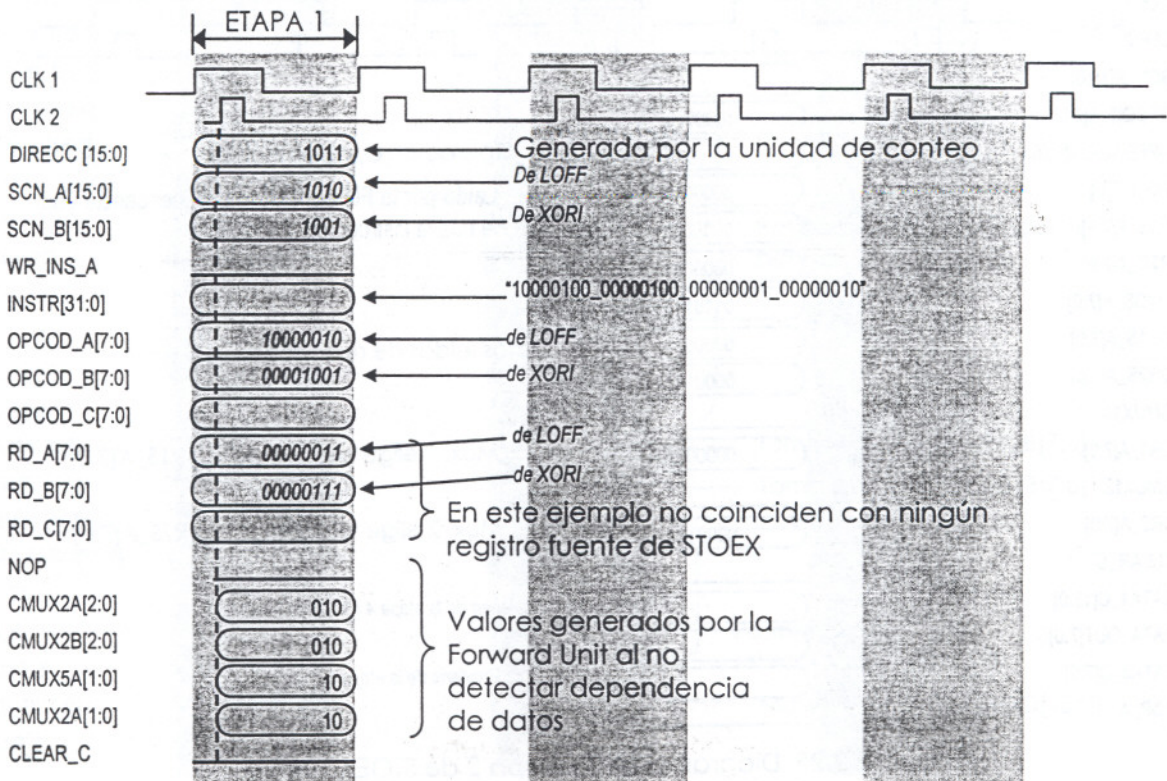 ETAPA 1
CLK 1
CLK 2
DIRECC [15:0] 1011 Generada por la unidad de conteo
SCN_A[15:0] 1010 De LOFF
SCN_B[15:0] 1001 De XORI
WR_INS_A
INSTR[31:0] "10000100_00000100_00000001_00000010"
OPCOD_A[7:0] 10000010 de LOFF
OPCOD_B[7:0] 00001001 de XORI
OPCOD_C[7:0]
RD_A[7:0] 00000011 de LOFF
RD_B[7:0] 00000111 de XORI
RD_C[7:0]
En este ejemplo no coinciden con ningún
registro fuente de STOEX
NOP
CMUX2A[2:0] 010
CMUX2B[2:0] 010
CMUX5A[1:0] 10
CMUX2A[1:0] 10
Valores generados por la
Forward Unit al no
detectar dependencia
de datos
CLEAR_C